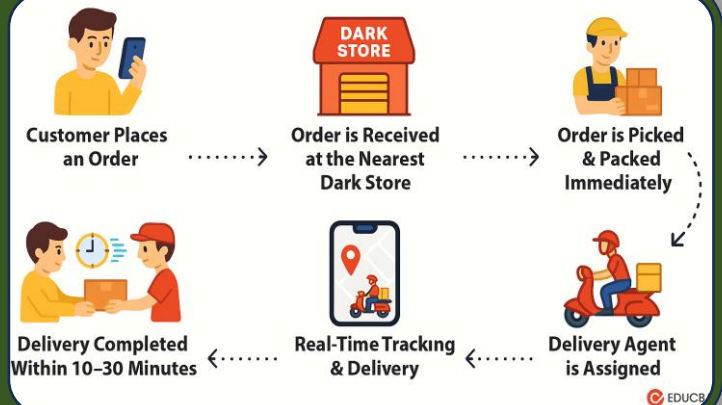 DARK
STORE
Customer Places
an Order
Order is Received
at the Nearest
Dark Store
Order is Picked
& Packed
Immediately
Delivery Agent
is Assigned
Real-Time Tracking
& Delivery
Delivery Completed
Within 10–30 Minutes
EDUCB